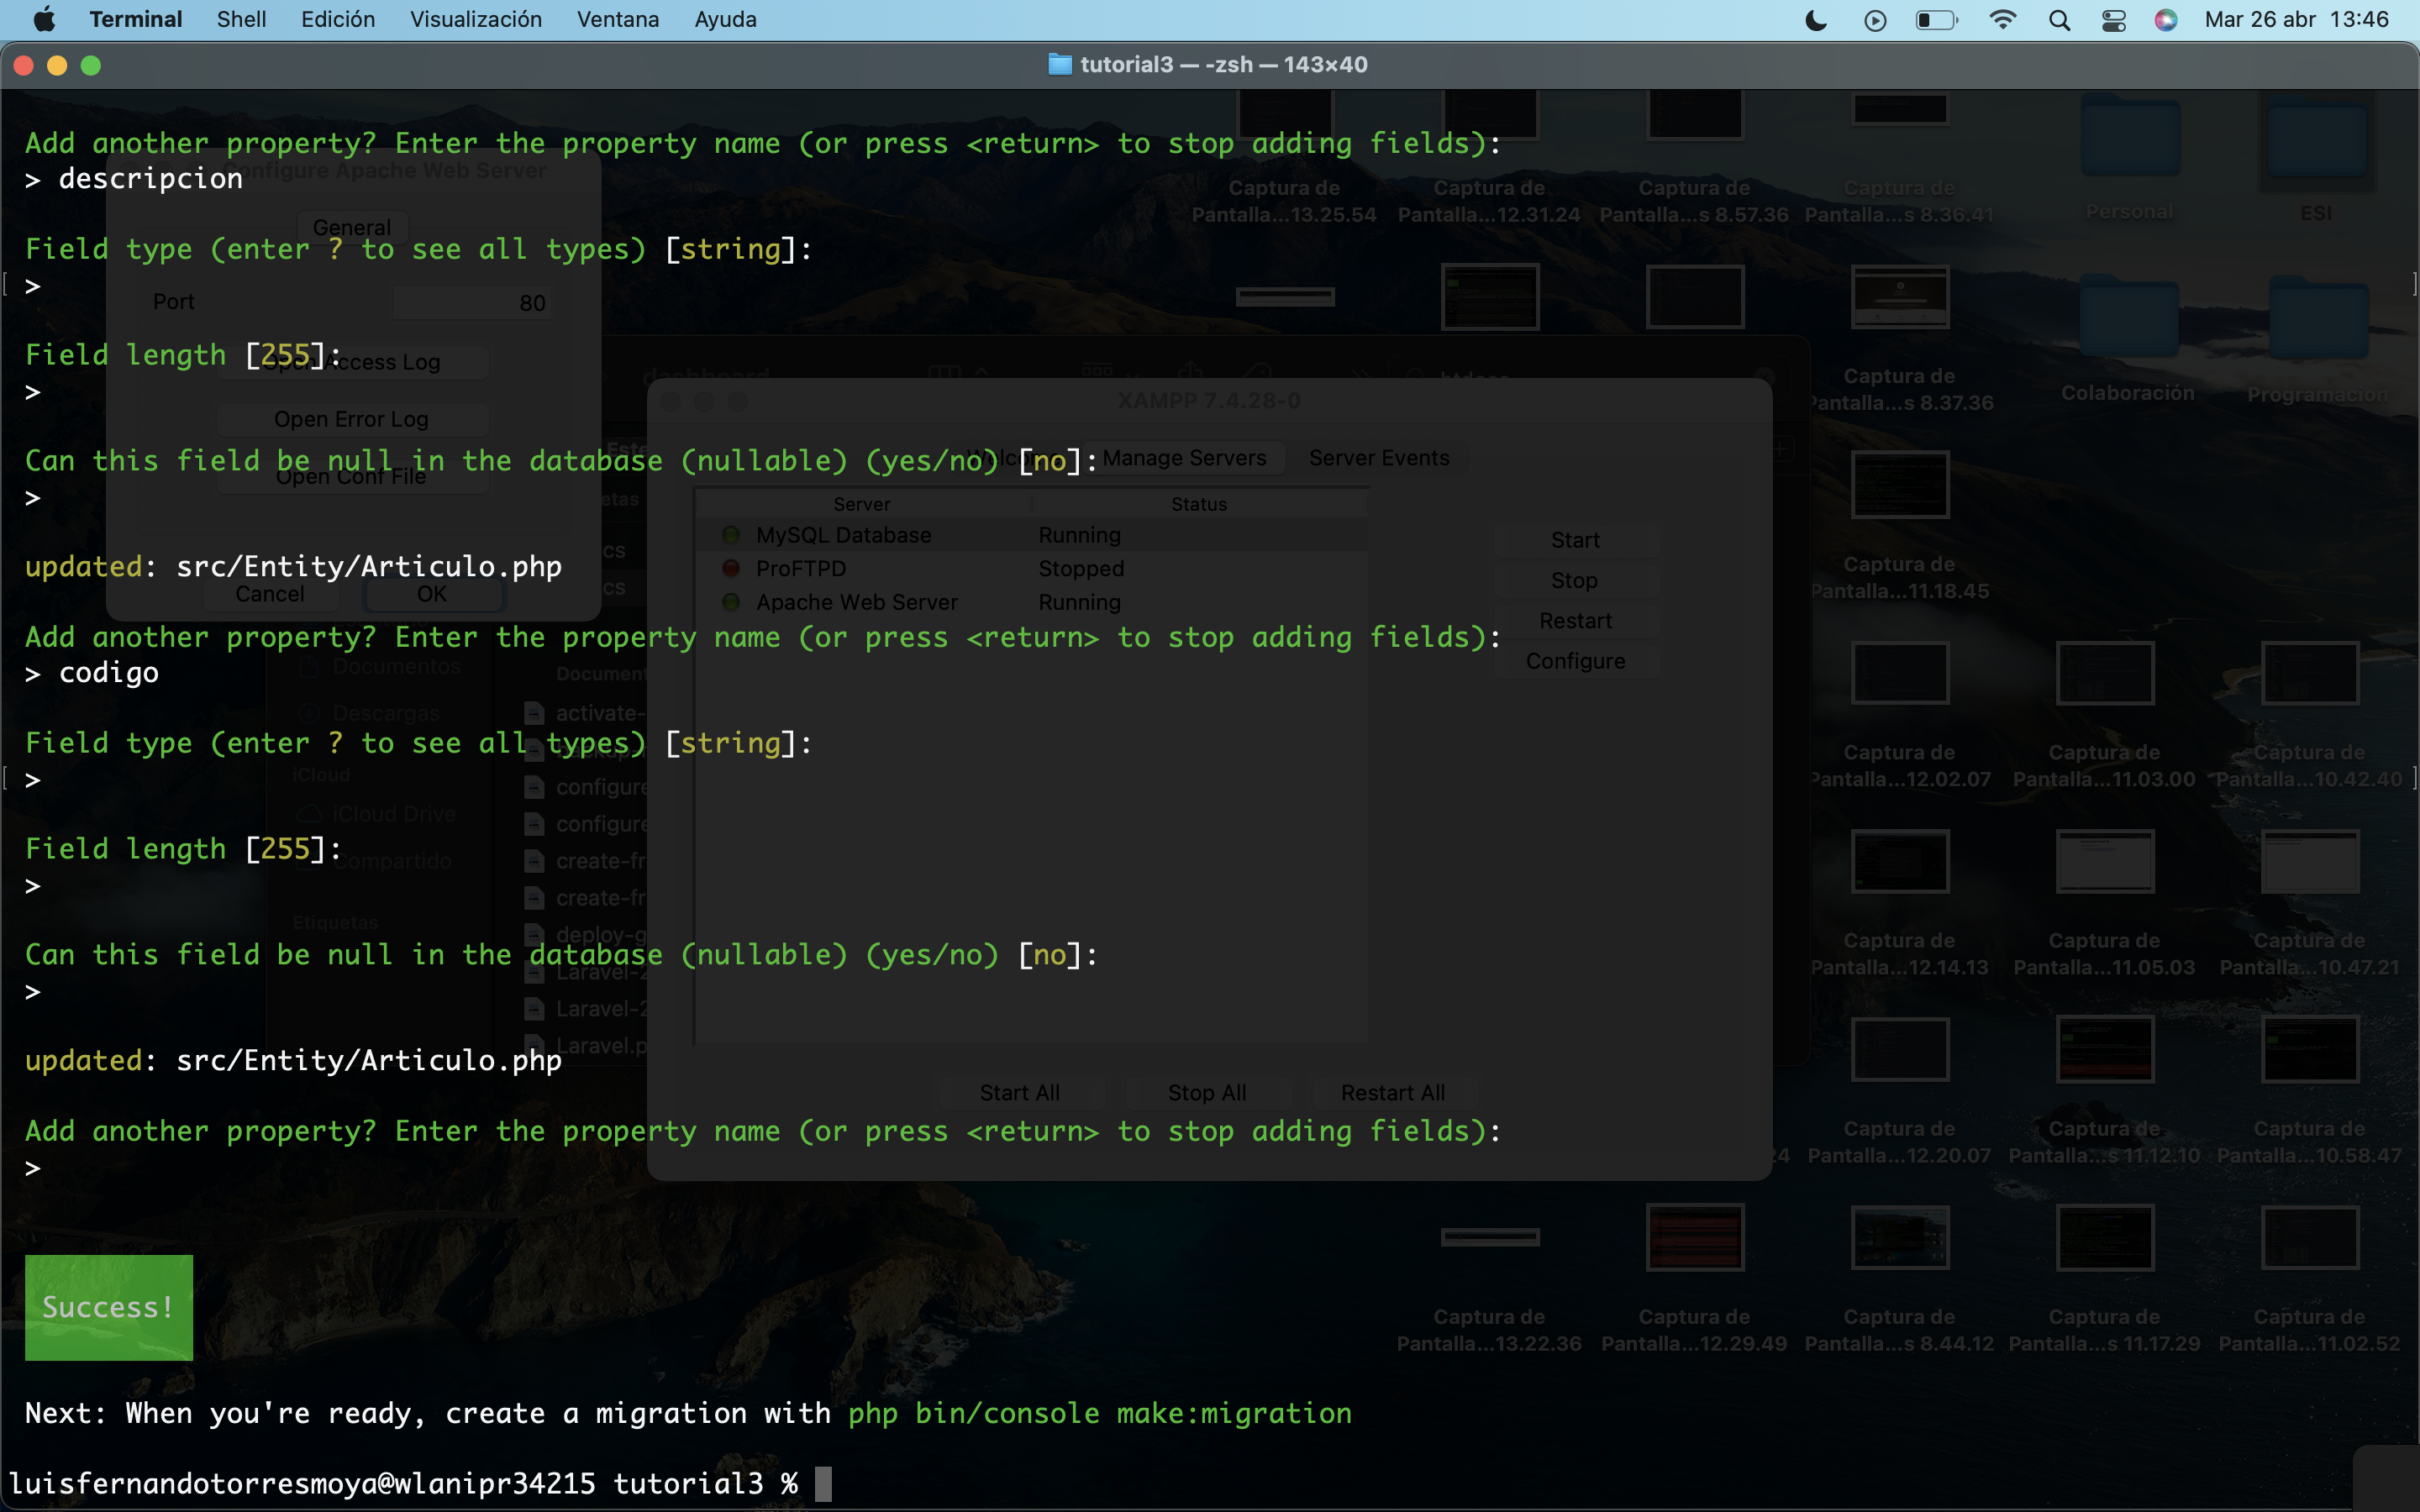 Terminal Shell Edición Visualización Ventana Ayuda
Mar 26 abr 13:46
tutorial3 — -zsh — 143×40
Add another property? Enter the property name (or press <return> to stop adding fields):
> descripcion
Field type (enter ? to see all types) [string]:
>
Field length [255]:
>
Can this field be null in the database (nullable) (yes/no) [no]:
>
updated: src/Entity/Articulo.php
Add another property? Enter the property name (or press <return> to stop adding fields):
> codigo
Field type (enter ? to see all types) [string]:
>
Field length [255]:
>
Can this field be null in the database (nullable) (yes/no) [no]:
>
updated: src/Entity/Articulo.php
Add another property? Enter the property name (or press <return> to stop adding fields):
>
Success!
Next: When you're ready, create a migration with php bin/console make:migration
luisfernandotorresmoya@wlanipr34215 tutorial3 %
Configure Apache Web Server
General
Port 80
Open Access Log
Open Error Log
Open Conf File
Cancel OK
dashboard
htdocs
Documentos
Descargas
iCloud
iCloud Drive
Compartido
Etiquetas
activate-
configure
configure
create-fr
create-fr
deploy-g
Laravel-2
Laravel-2
Laravel.p
XAMPP 7.4.28-0
Manage Servers Server Events
Server Status
MySQL Database Running
ProFTPD Stopped
Apache Web Server Running
Start
Stop
Restart
Configure
Start All Stop All Restart All
Captura de Pantalla...13.25.54
Captura de Pantalla...12.31.24
Captura de Pantalla...s 8.57.36
Captura de Pantalla...s 8.36.41
Personal
ESI
Captura de Pantalla...s 8.37.36
Colaboración
Programación
Captura de Pantalla...11.18.45
Captura de Pantalla...12.02.07
Captura de Pantalla...11.03.00
Captura de Pantalla...10.42.40
Captura de Pantalla...12.14.13
Captura de Pantalla...11.05.03
Captura de Pantalla...10.47.21
Captura de Pantalla...12.20.07
Captura de Pantalla...s 11.12.10
Captura de Pantalla...10.58.47
Captura de Pantalla...13.22.36
Captura de Pantalla...12.29.49
Captura de Pantalla...s 8.44.12
Captura de Pantalla...s 11.17.29
Captura de Pantalla...11.02.52